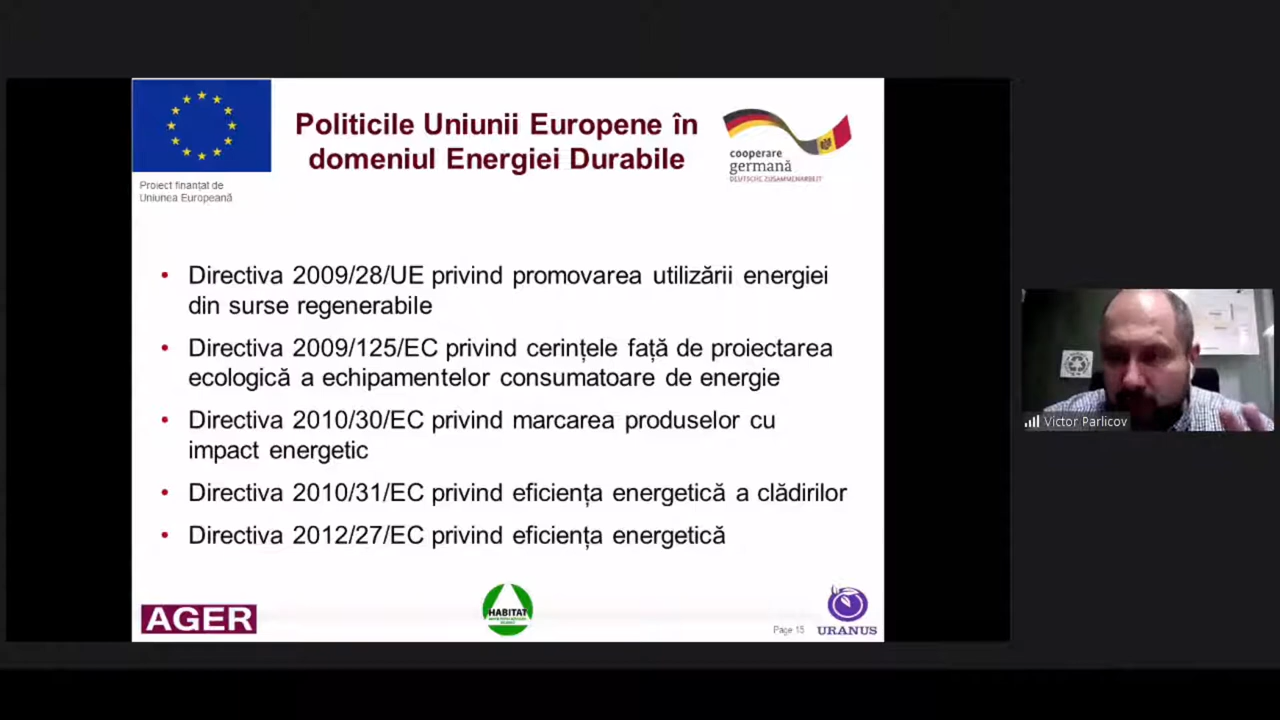 Politicile Uniunii Europene în
domeniul Energiei Durabile
cooperare
germană
DEUTSCHE ZUSAMMENARBEIT
Proiect finanțat de
Uniunea Europeană
• Directiva 2009/28/UE privind promovarea utilizării energiei
din surse regenerabile
• Directiva 2009/125/EC privind cerințele față de proiectarea
ecologică a echipamentelor consumatoare de energie
• Directiva 2010/30/EC privind marcarea produselor cu
impact energetic
• Directiva 2010/31/EC privind eficiența energetică a clădirilor
• Directiva 2012/27/EC privind eficiența energetică
Victor Parlicov
AGER
HABITAT
Page 15
URANUS